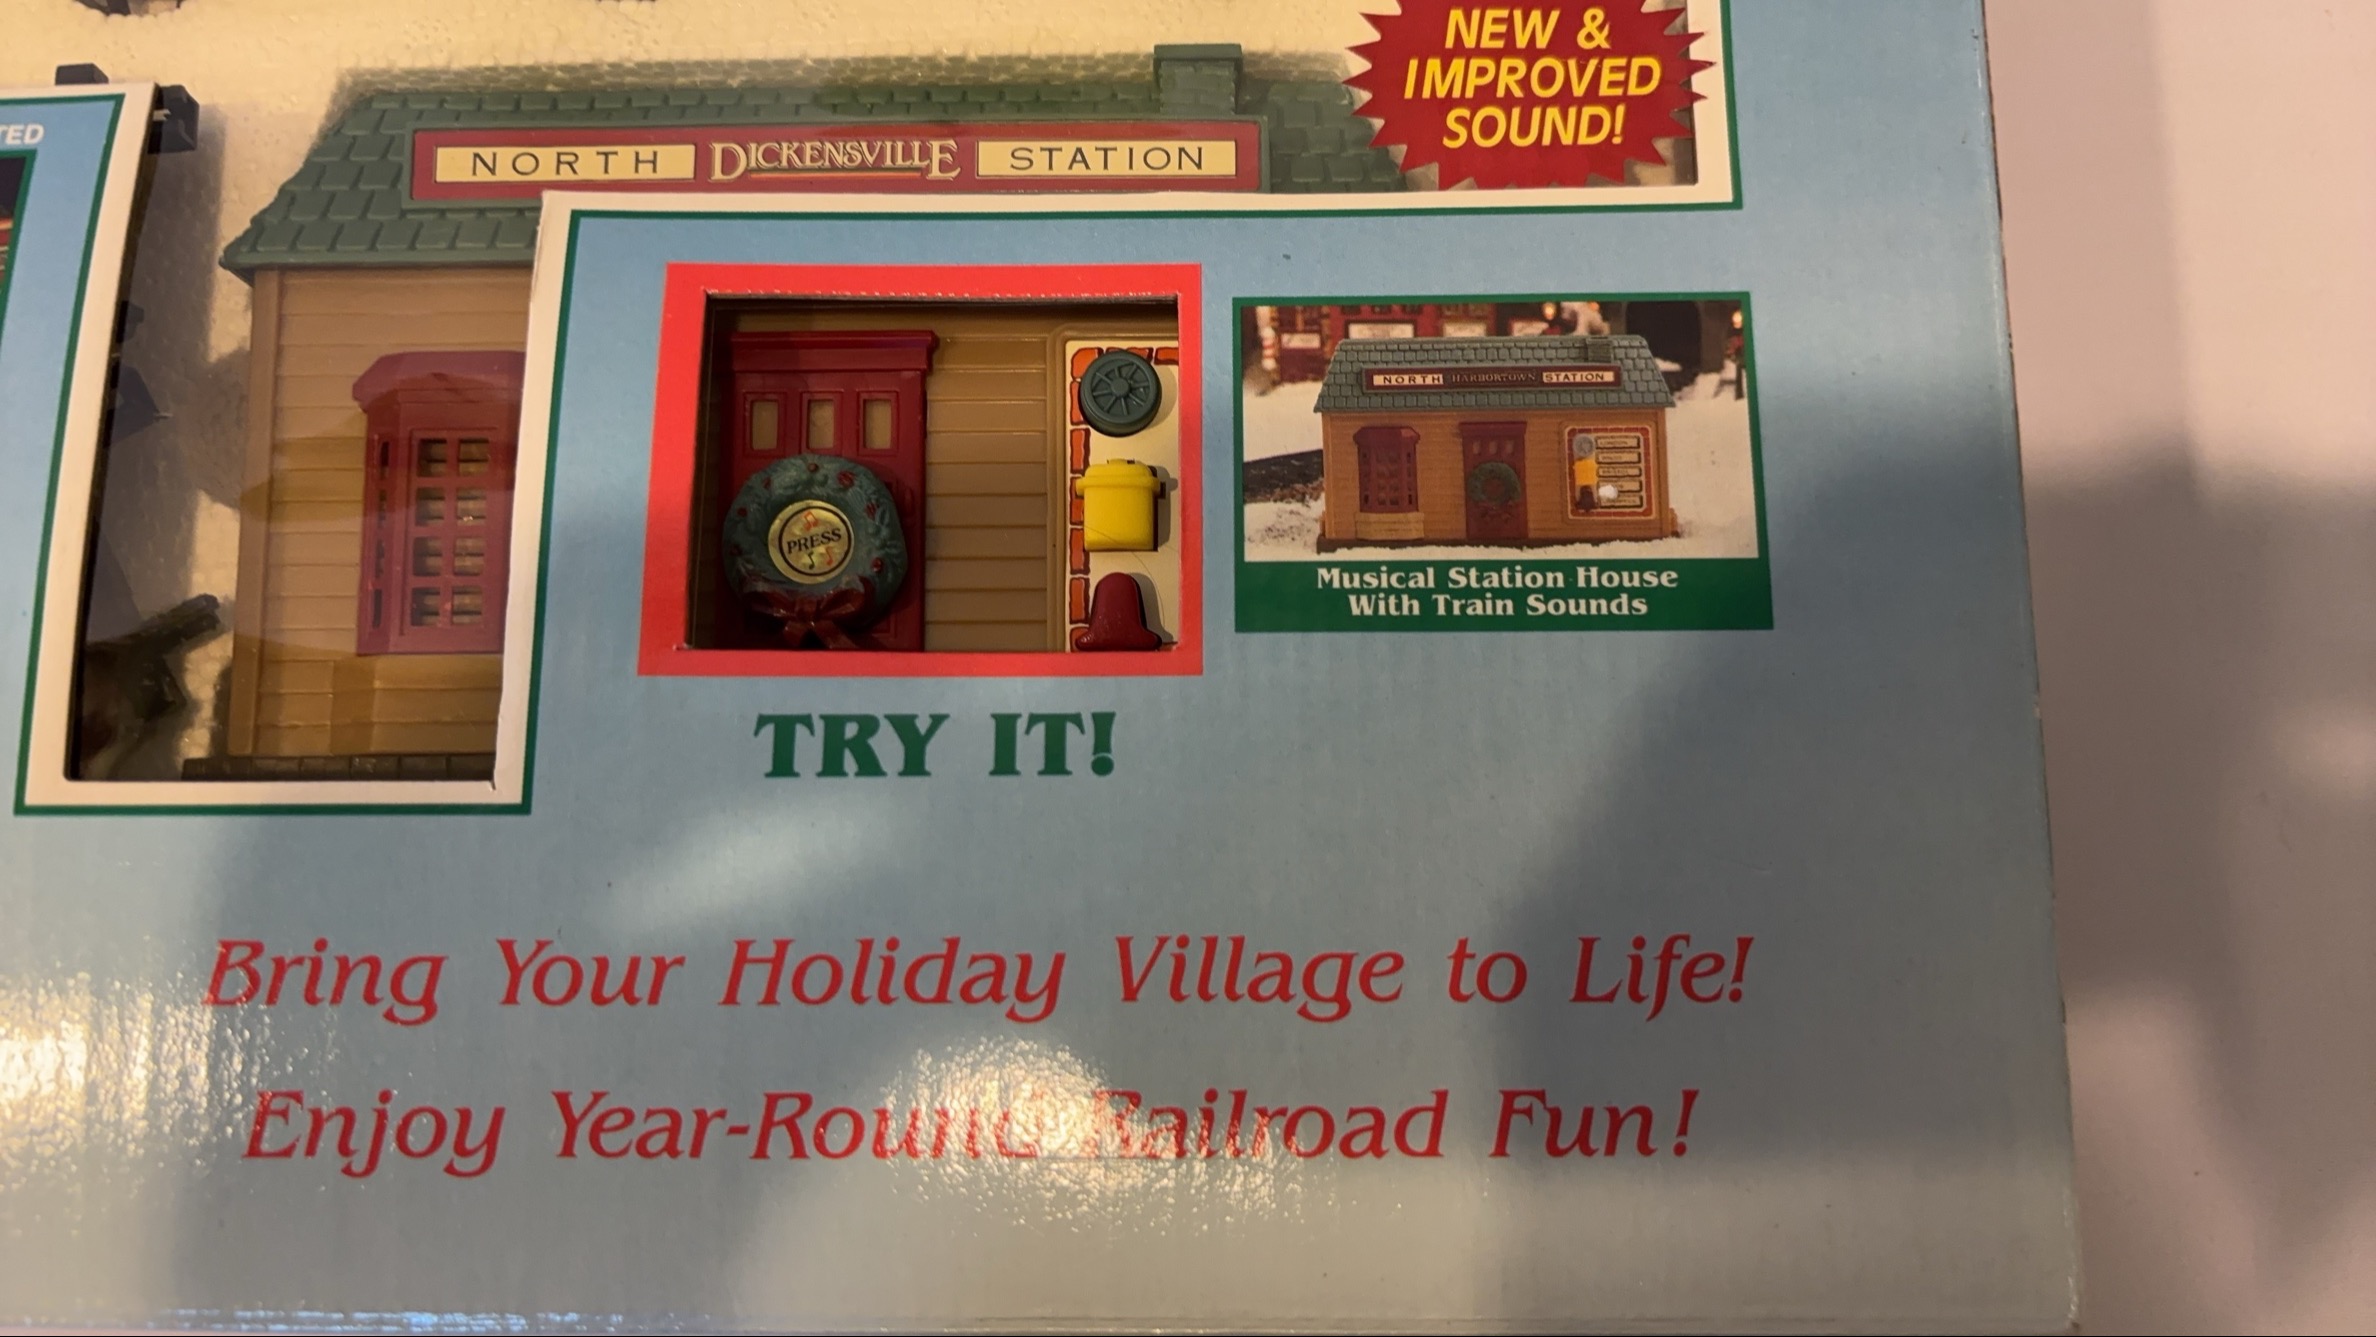 NEW &
IMPROVED
SOUND!
TED
NORTH DICKENSVILLE STATION
PRESS
NORTH HARBORTOWN STATION
Musical Station House
With Train Sounds
TRY IT!
Bring Your Holiday Village to Life!
Enjoy Year-Round Railroad Fun!